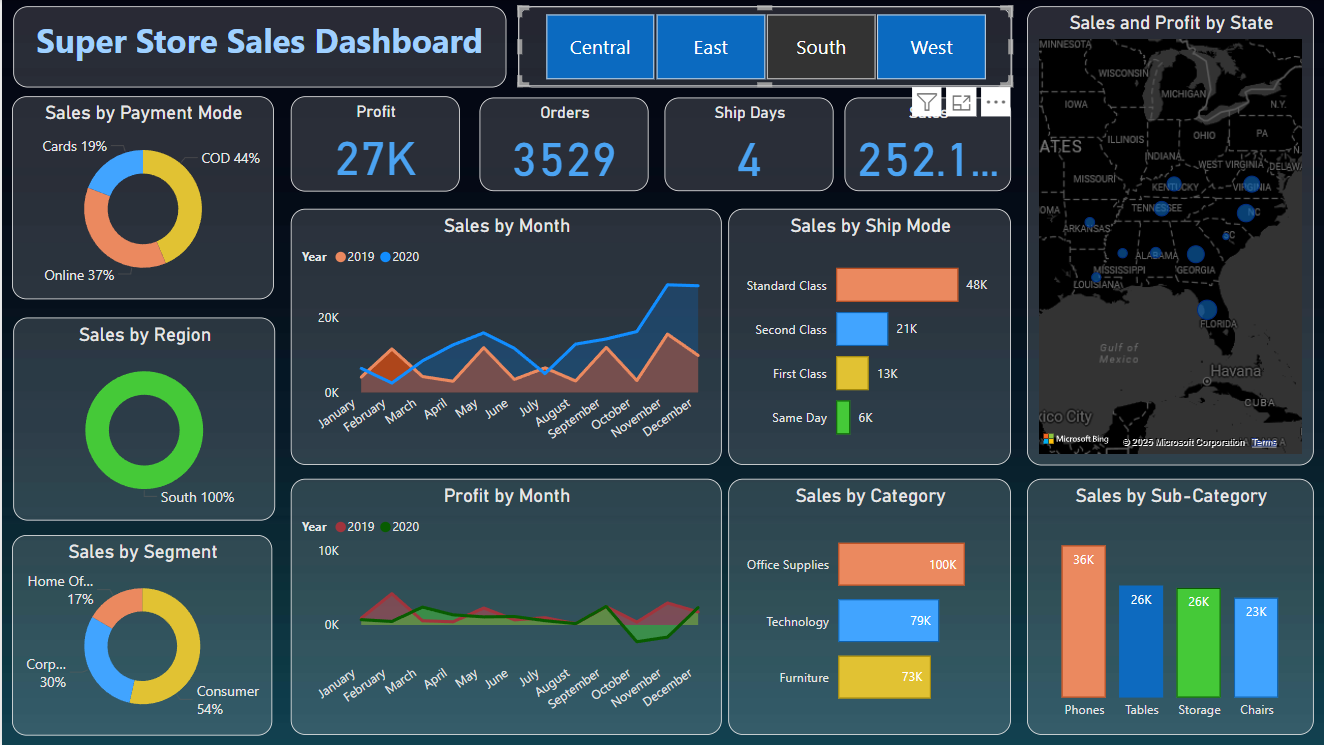 Super Store Sales Dashboard
Central
East
South
West
Sales and Profit by State
Sales by Payment Mode
Cards 19%
COD 44%
Online 37%
Profit
27K
Orders
3529
Ship Days
4
252.1...
MINNESOTA
WISCONSIN
MICHIGAN
IOWA
N.Y.
ILLINOIS
OHIO
PA
ATES
INDIANA
WEST VIRGINIA
DELAW
MISSOURI
KENTUCKY
VIRGINIA
OMA
TENNESSEE
NC
ARKANSAS
SC
ALABAMA
MISSISSIPPI
GEORGIA
LOUISIANA
FLORIDA
Gulf of
Mexico
Havana
CUBA
xico City
Microsoft Bing
© 2025 Microsoft Corporation
Terms
Sales by Month
Year 2019 2020
20K
0K
January
February
March
April
May
June
July
August
September
October
November
December
Sales by Ship Mode
Standard Class 48K
Second Class 21K
First Class 13K
Same Day 6K
Sales by Region
South 100%
Sales by Segment
Home Of...
17%
Corp...
30%
Consumer
54%
Profit by Month
Year 2019 2020
10K
0K
January
February
March
April
May
June
July
August
September
October
November
December
Sales by Category
Office Supplies 100K
Technology 79K
Furniture 73K
Sales by Sub-Category
36K
26K
26K
23K
Phones
Tables
Storage
Chairs